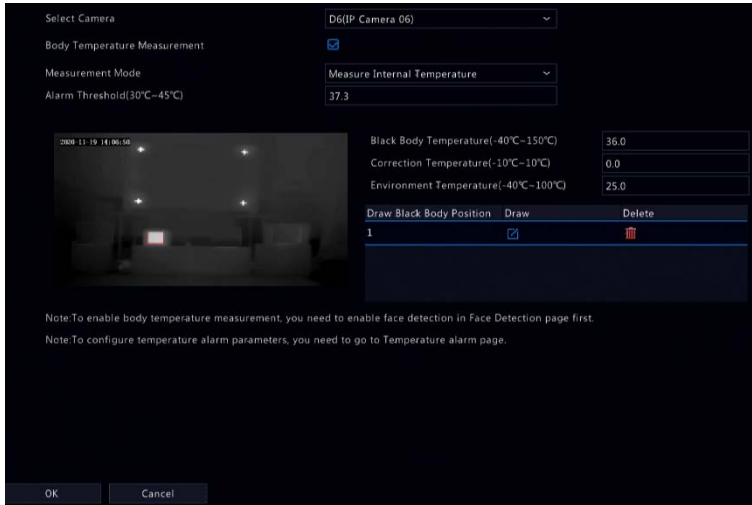 Select Camera D6(IP Camera 06)
Body Temperature Measurement
Measurement Mode Measure Internal Temperature
Alarm Threshold(30℃~45℃) 37.3
2020-11-19 14:06:50
Black Body Temperature(-40℃~150℃) 36.0
Correction Temperature(-10℃~10℃) 0.0
Environment Temperature(-40℃~100℃) 25.0
Draw Black Body Position Draw Delete
1
Note:To enable body temperature measurement, you need to enable face detection in Face Detection page first.
Note:To configure temperature alarm parameters, you need to go to Temperature alarm page.
OK Cancel